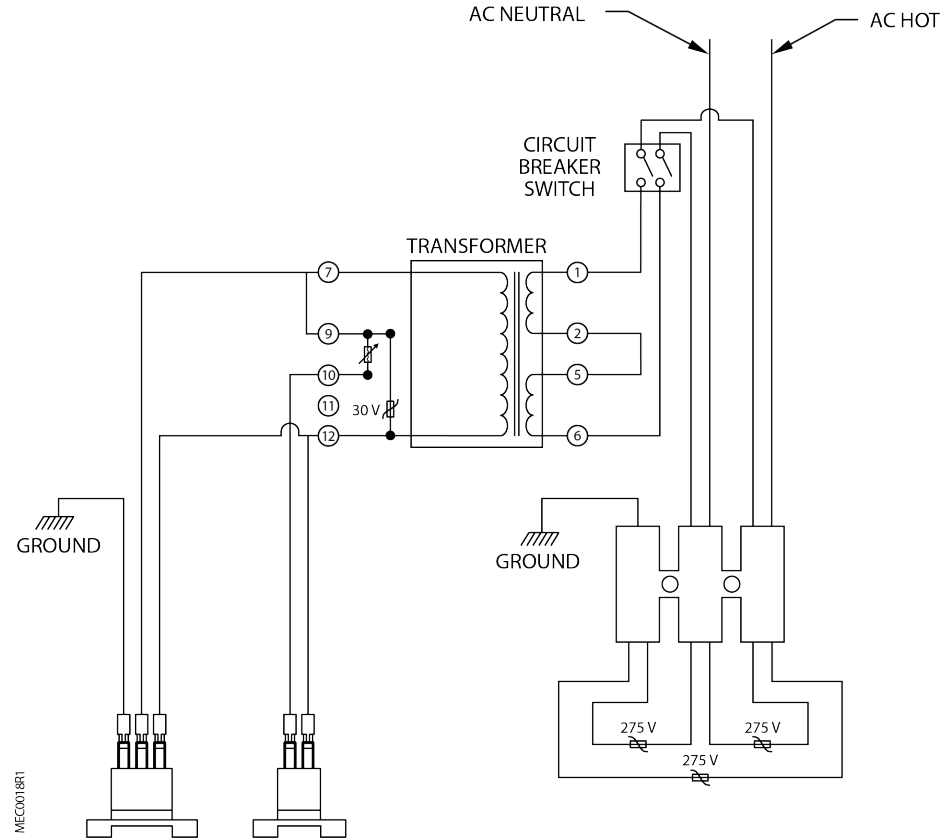 AC NEUTRAL
AC HOT
CIRCUIT
BREAKER
SWITCH
TRANSFORMER
7
1
9
2
10
5
11
30 V
12
6
GROUND
GROUND
275 V
275 V
275 V
MEC0018R1